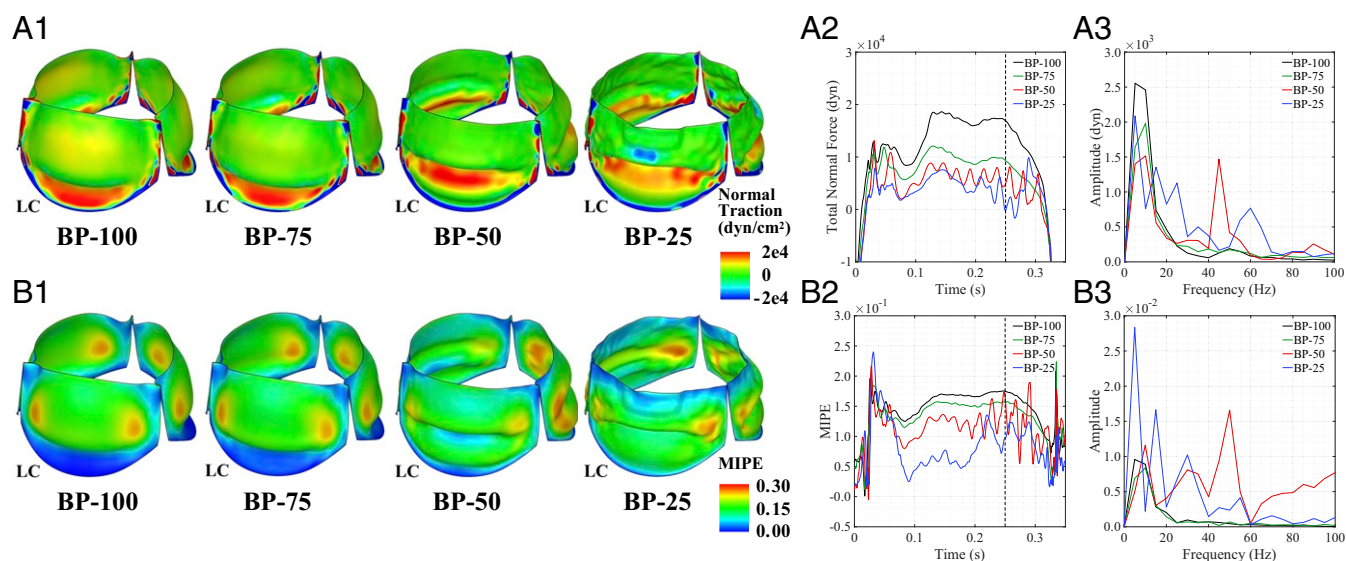 A1
LC
BP-100
LC
BP-75
LC
BP-50
LC
BP-25
Normal
Traction
(dyn/cm²)
2e4
0
-2e4
A2
×10⁴
Total Normal Force (dyn)
3
2
1
0
-1
0
0.1
0.2
0.3
Time (s)
BP-100
BP-75
BP-50
BP-25
A3
×10³
Amplitude (dyn)
3.0
2.5
2.0
1.5
1.0
0.5
0
0
20
40
60
80
100
Frequency (Hz)
BP-100
BP-75
BP-50
BP-25
B1
LC
BP-100
LC
BP-75
LC
BP-50
LC
BP-25
MIPE
0.30
0.15
0.00
B2
×10⁻¹
MIPE
3.0
2.5
2.0
1.5
1.0
0.5
-0.0
-0.5
0
0.1
0.2
0.3
Time (s)
BP-100
BP-75
BP-50
BP-25
B3
×10⁻²
Amplitude
3.0
2.5
2.0
1.5
1.0
0.5
0
0
20
40
60
80
100
Frequency (Hz)
BP-100
BP-75
BP-50
BP-25